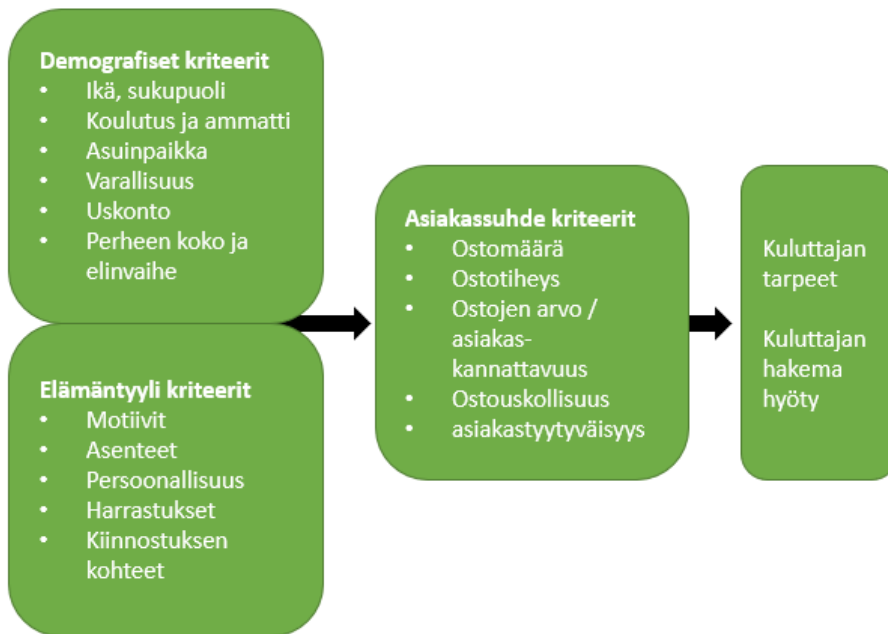 Demografiset kriteerit
• Ikä, sukupuoli
• Koulutus ja ammatti
• Asuinpaikka
• Varallisuus
• Uskonto
• Perheen koko ja
elinvaihe
Elämäntyyli kriteerit
• Motiivit
• Asenteet
• Persoonallisuus
• Harrastukset
• Kiinnostuksen
kohteet
Asiakassuhde kriteerit
• Ostomäärä
• Ostotiheys
• Ostojen arvo /
asiakas-
kannattavuus
• Ostouskollisuus
• asiakastyytyväisyys
Kuluttajan
tarpeet
Kuluttajan
hakema
hyöty